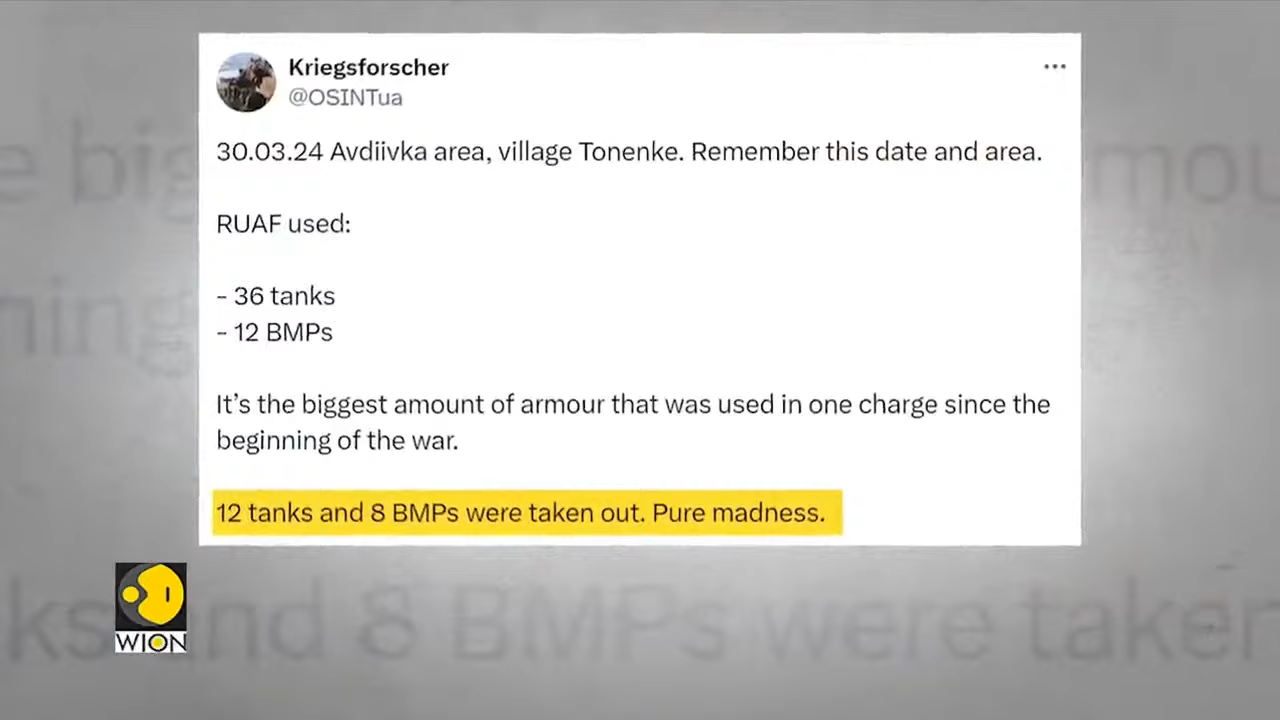 Kriegsforscher
@OSINTua
30.03.24 Avdiivka area, village Tonenke. Remember this date and area.
RUAF used:
- 36 tanks
- 12 BMPs
It's the biggest amount of armour that was used in one charge since the
beginning of the war.
12 tanks and 8 BMPs were taken out. Pure madness.
WION